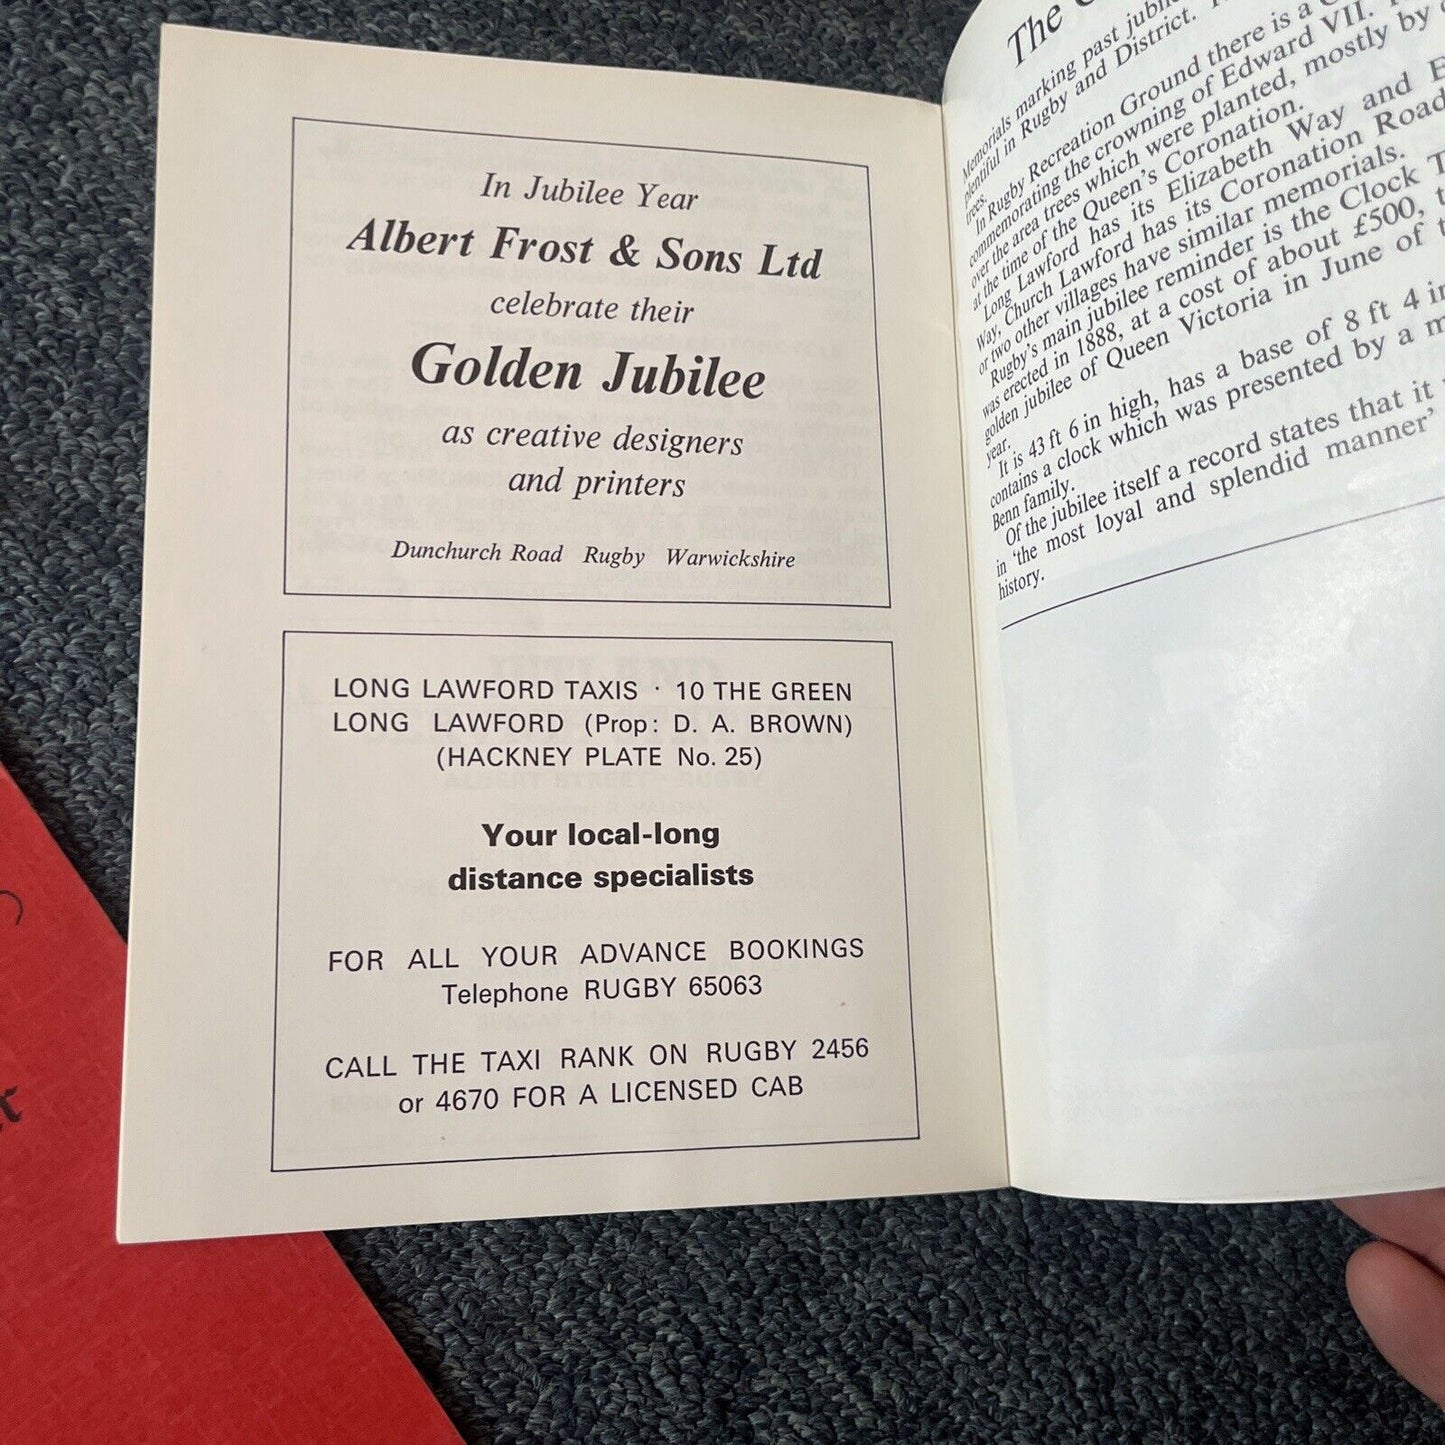 In Jubilee Year
Albert Frost & Sons Ltd
celebrate their
Golden Jubilee
as creative designers
and printers
Dunchurch Road Rugby Warwickshire
LONG LAWFORD TAXIS · 10 THE GREEN
LONG LAWFORD (Prop: D. A. BROWN)
(HACKNEY PLATE No. 25)
Your local-long
distance specialists
FOR ALL YOUR ADVANCE BOOKINGS
Telephone RUGBY 65063
CALL THE TAXI RANK ON RUGBY 2456
or 4670 FOR A LICENSED CAB
The
Memorials marking past
plentiful in Rugby and District.
trees.
In Rugby Recreation Ground there is a
commemorating the crowning of Edward VII.
over the area trees which were planted, mostly by
at the time of the Queen's Coronation.
Long Lawford has its Elizabeth Way and
Way, Church Lawford has its Coronation Road
or two other villages have similar memorials.
Rugby's main jubilee reminder is the Clock
was erected in 1888, at a cost of about £500,
golden jubilee of Queen Victoria in June of
year.
It is 43 ft 6 in high, has a base of 8 ft 4
contains a clock which was presented by a
Benn family.
Of the jubilee itself a record states that it
in 'the most loyal and splendid manner'
history.